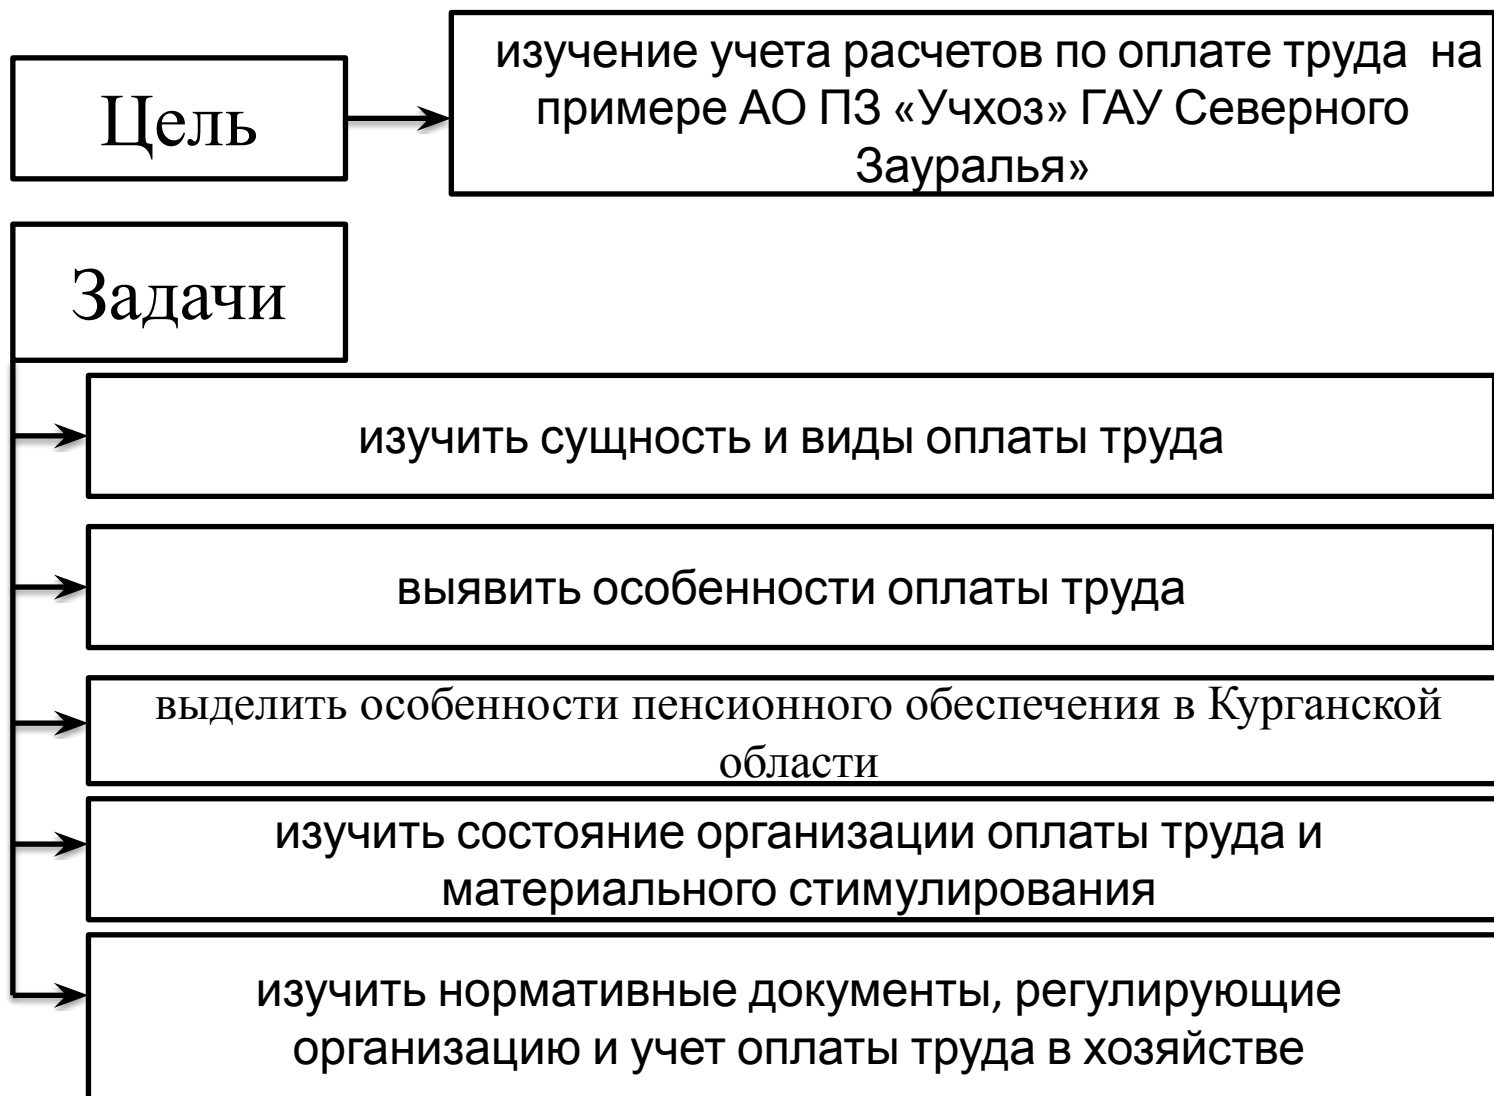 Цель
изучение учета расчетов по оплате труда на
примере АО ПЗ «Учхоз» ГАУ Северного
Зауралья»
Задачи
изучить сущность и виды оплаты труда
выявить особенности оплаты труда
выделить особенности пенсионного обеспечения в Курганской
области
изучить состояние организации оплаты труда и
материального стимулирования
изучить нормативные документы, регулирующие
организацию и учет оплаты труда в хозяйстве